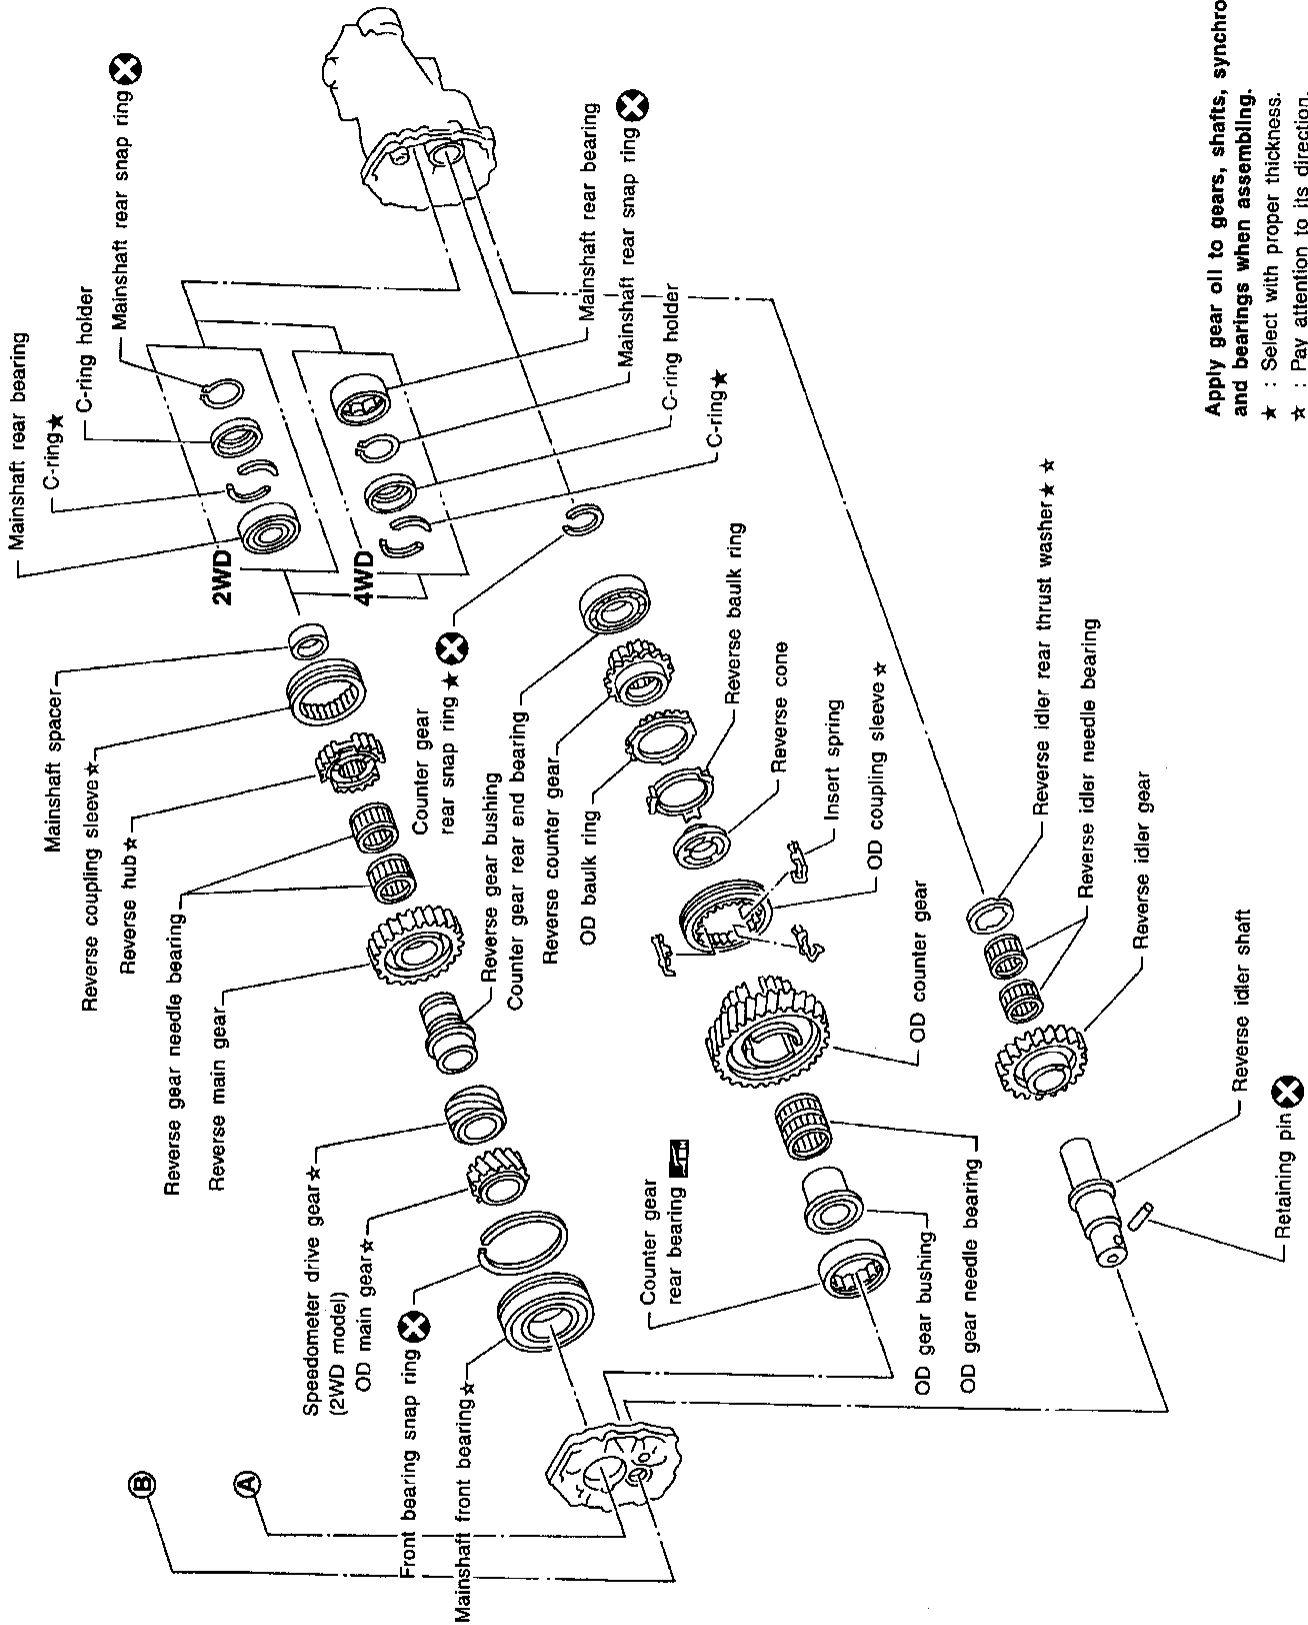 Mainshaft rear bearing
C-ring★
C-ring holder
Mainshaft rear snap ring
2WD
4WD
Mainshaft rear bearing
Mainshaft rear snap ring
C-ring holder
C-ring★
Mainshaft spacer
Reverse coupling sleeve☆
Reverse hub☆
Reverse gear needle bearing
Reverse main gear
Speedometer drive gear☆
(2WD model)
OD main gear☆
Front bearing snap ring
Mainshaft front bearing☆
B
A
Counter gear
rear snap ring★
Reverse gear bushing
Counter gear rear end bearing
Reverse counter gear
OD baulk ring
Reverse baulk ring
Reverse cone
Insert spring
OD coupling sleeve☆
OD counter gear
Counter gear
rear bearing
OD gear bushing
OD gear needle bearing
Reverse idler rear thrust washer★☆
Reverse idler needle bearing
Reverse idler gear
Reverse idler shaft
Retaining pin
Apply gear oil to gears, shafts, synchro
and bearings when assembling.
★ : Select with proper thickness.
☆ : Pay attention to its direction.